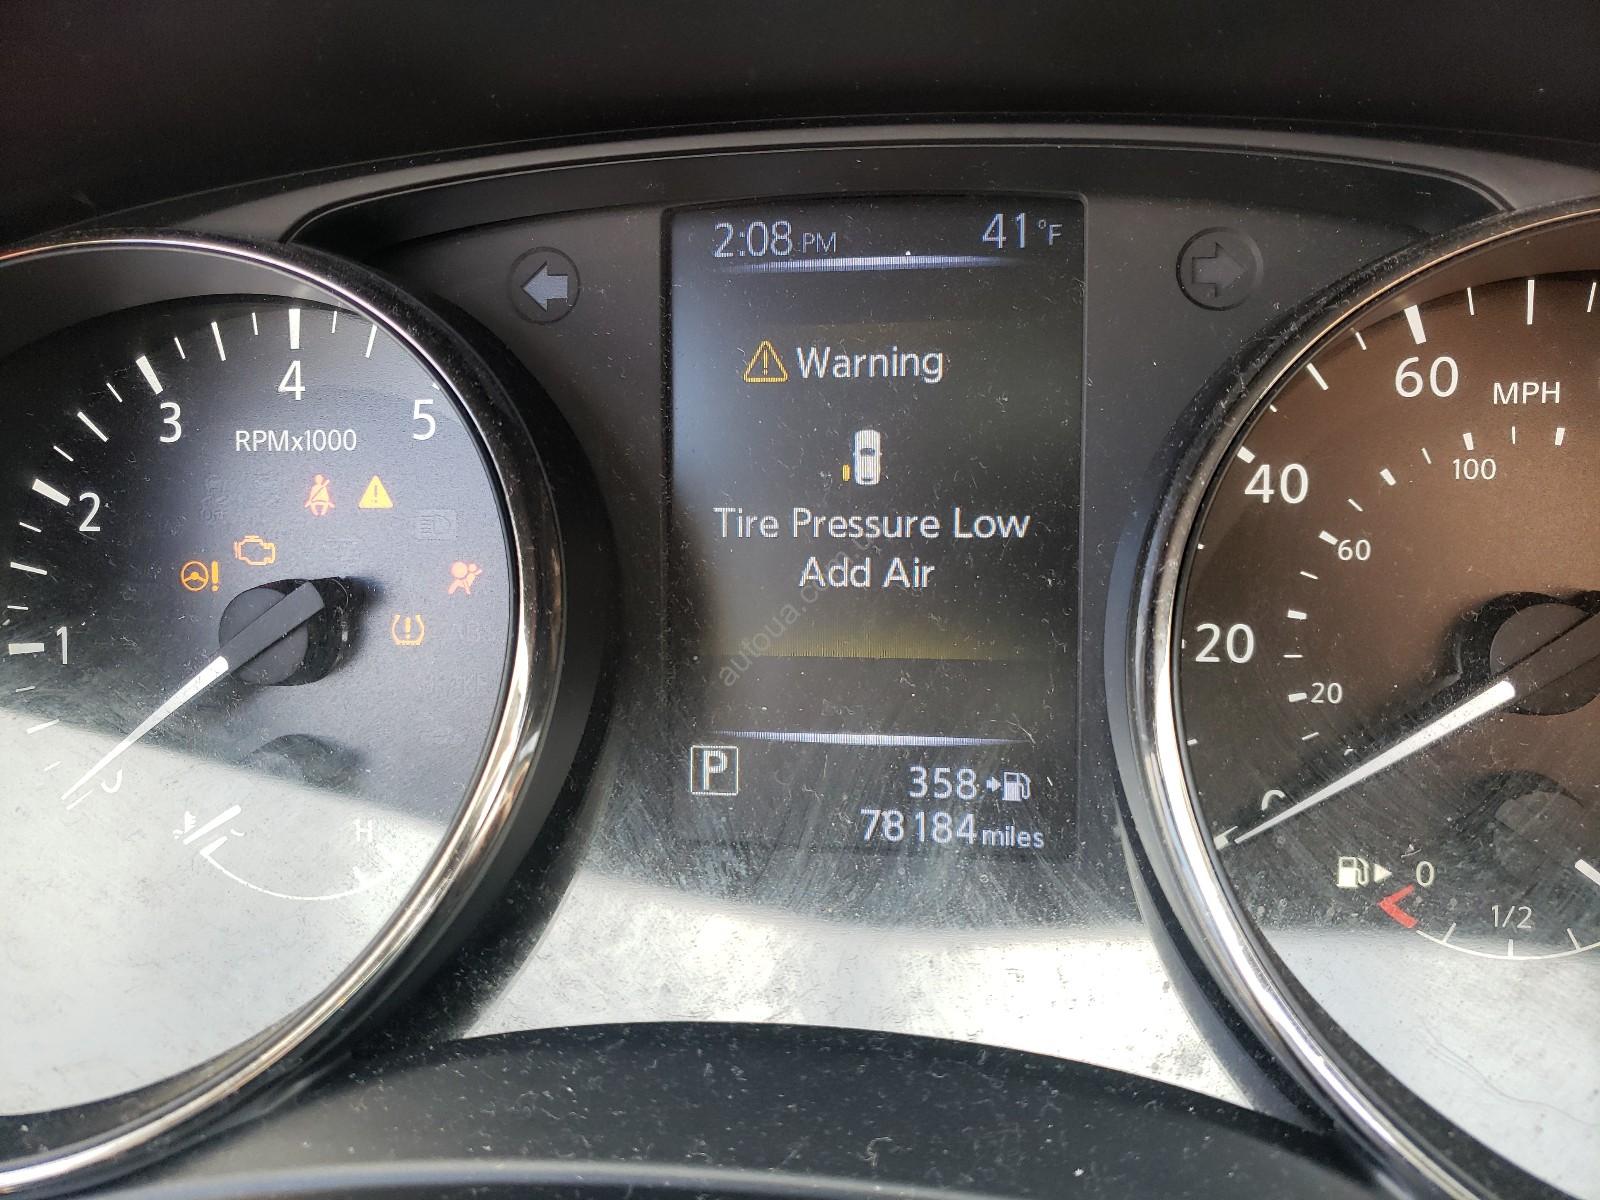 2:08 PM 41°F
Warning
Tire Pressure Low
Add Air
P
358
78184 miles
1
2
3
4
5
RPMx1000
H
20
40
60
MPH
20
60
100
0
1/2